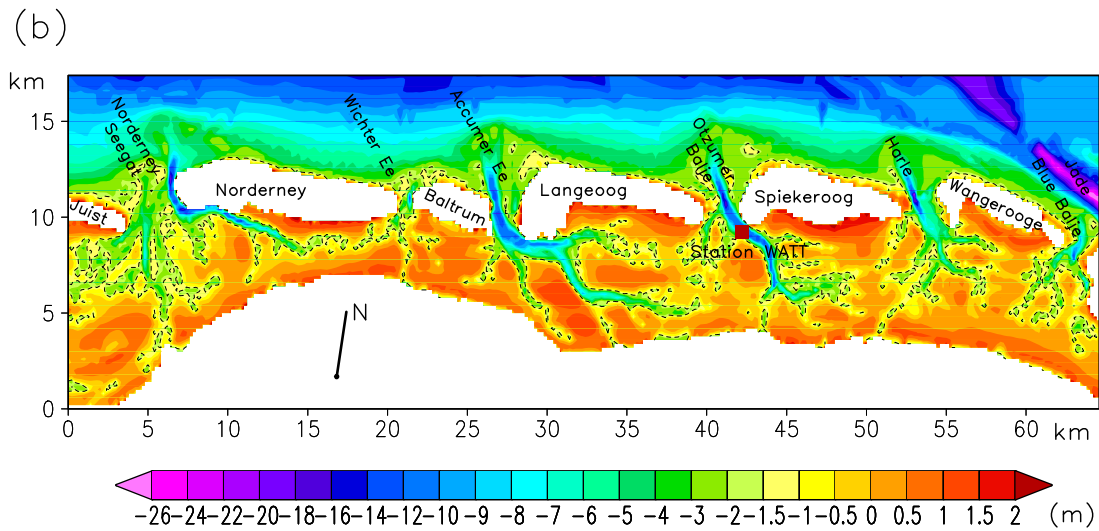 (b)
km
15
10
5
0
Norderney
Seegat
Wichter Ee
Accumer Ee
Otzumer
Balje
Harle
Jade
Blue Balje
Juist
Norderney
Baltrum
Langeoog
Spiekeroog
Wangerooge
Station WATT
N
0 5 10 15 20 25 30 35 40 45 50 55 60 km
-26 -24 -22 -20 -18 -16 -14 -12 -10 -9 -8 -7 -6 -5 -4 -3 -2 -1.5 -1 -0.5 0 0.5 1 1.5 2 (m)